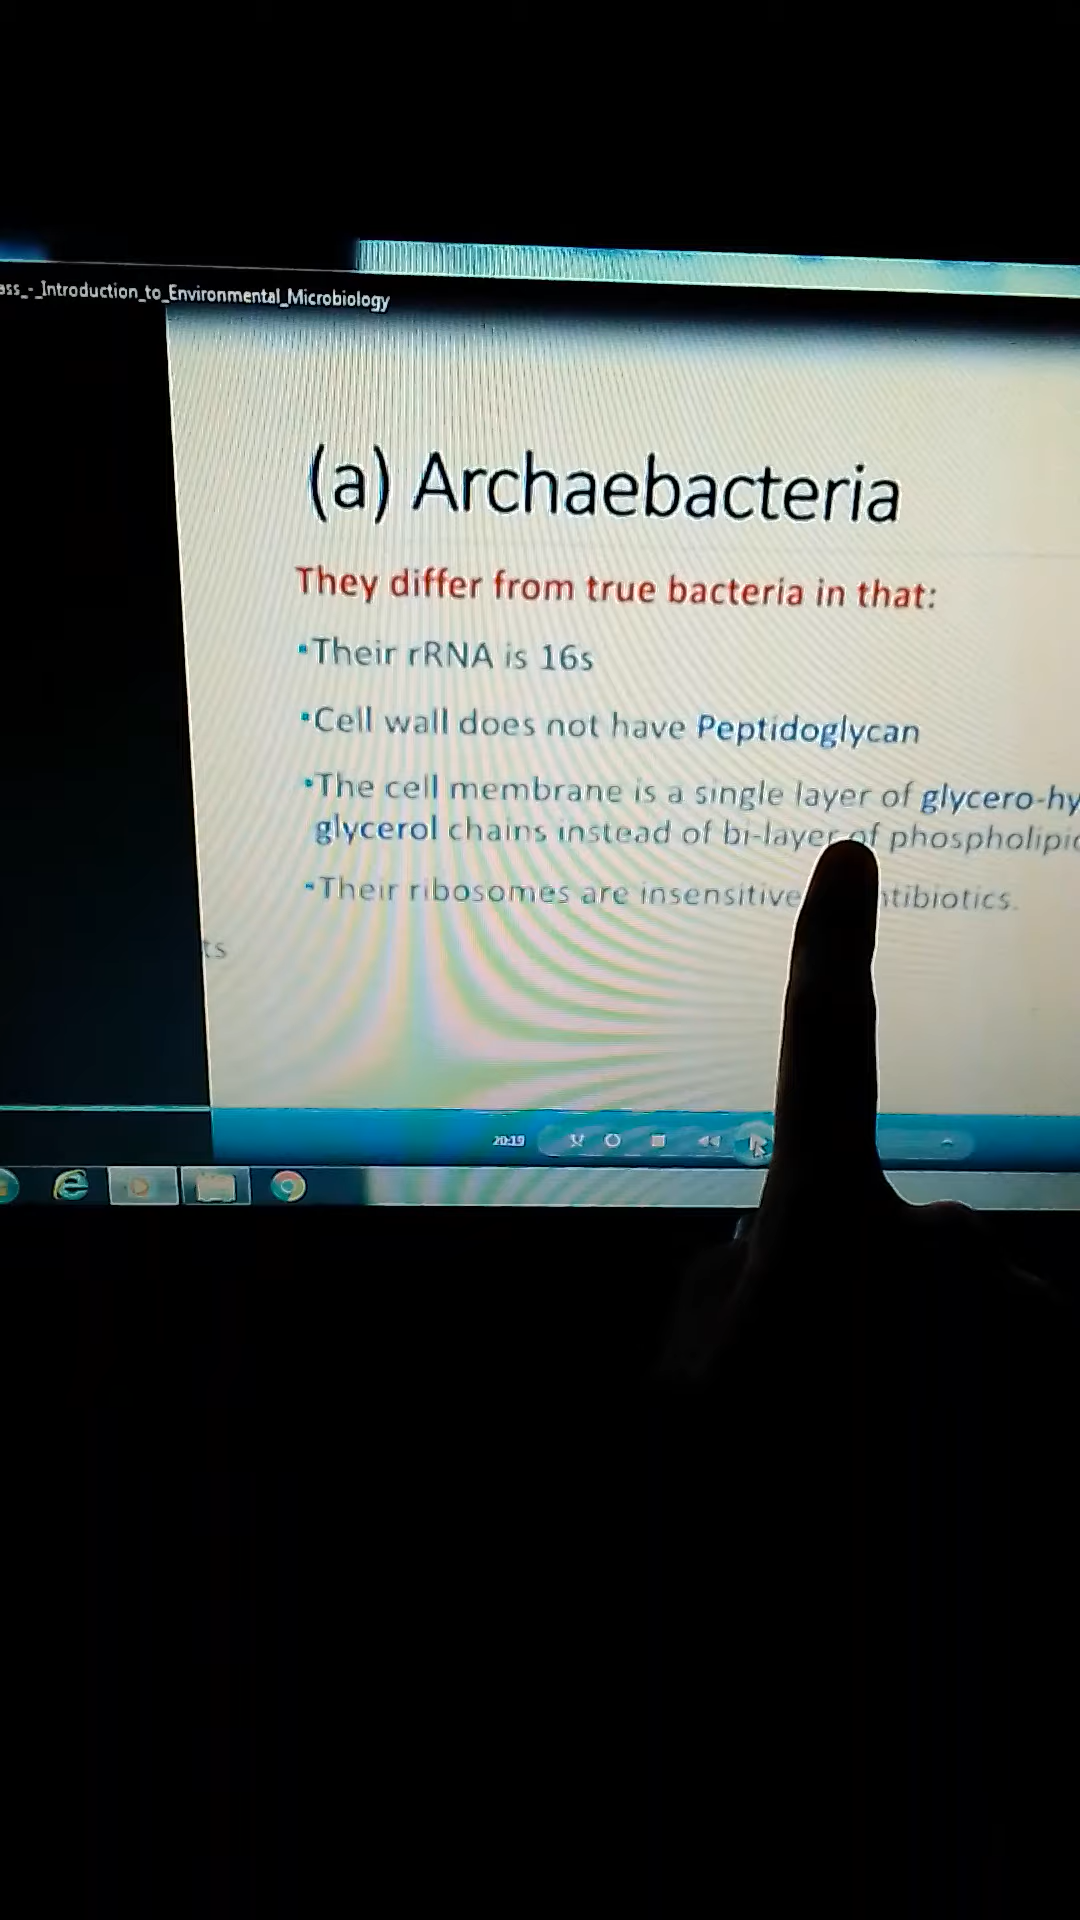 ass_-_Introduction_to_Environmental_Microbiology
(a) Archaebacteria
They differ from true bacteria in that:
•Their rRNA is 16s
•Cell wall does not have Peptidoglycan
•The cell membrane is a single layer of glycero-hy
glycerol chains instead of bi-layer of phospholipid
•Their ribosomes are insensitive ntibiotics.
ts
20:19